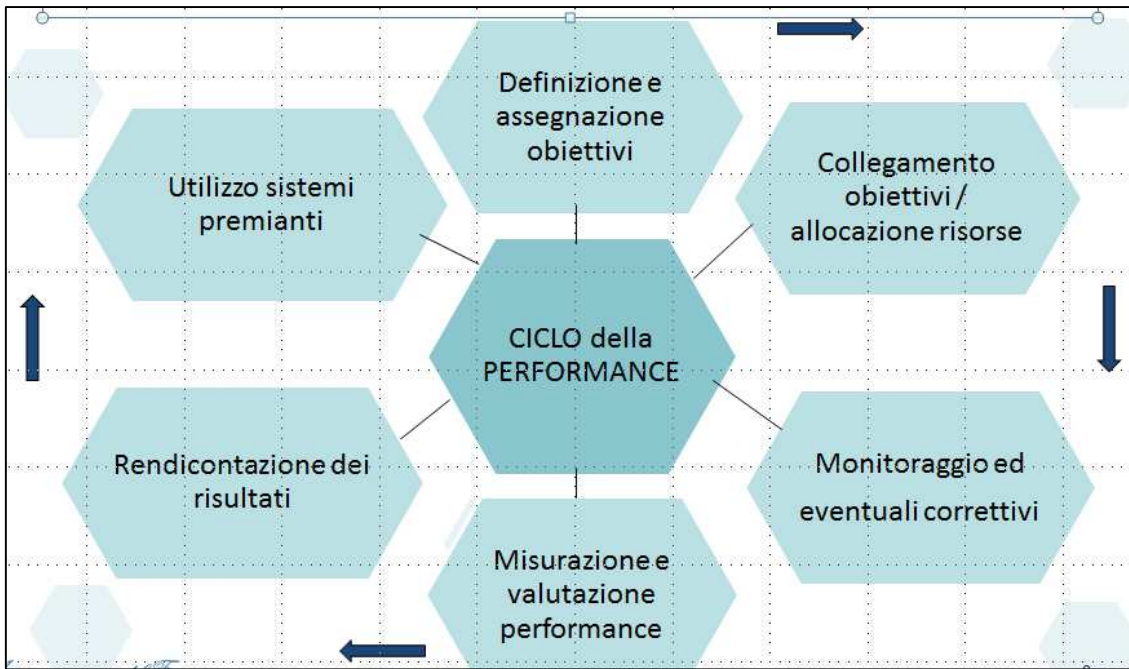 Definizione e
assegnazione
obiettivi
Collegamento
obiettivi /
allocazione risorse
Utilizzo sistemi
premianti
CICLO della
PERFORMANCE
Rendicontazione dei
risultati
Monitoraggio ed
eventuali correttivi
Misurazione e
valutazione
performance